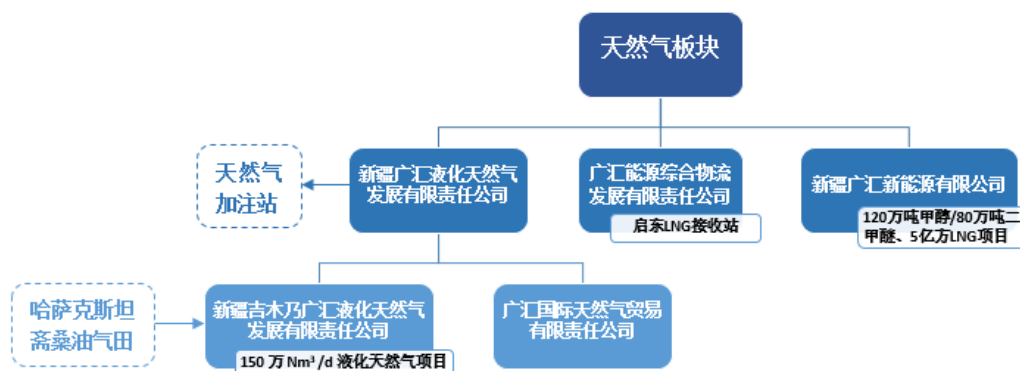 天然气板块
天然气
加注站
新疆广汇液化天然气
发展有限责任公司
广汇能源综合物流
发展有限责任公司
启东LNG接收站
新疆广汇新能源有限公司
120万吨甲醇/80万吨二
甲醚、5亿方LNG项目
哈萨克斯坦
斋桑油气田
新疆吉木乃广汇液化天然气
发展有限责任公司
150 万 Nm³ /d 液化天然气项目
广汇国际天然气贸易
有限责任公司